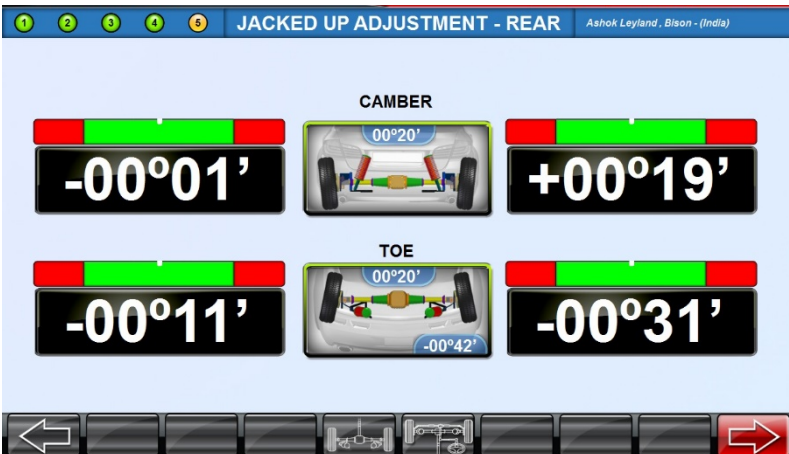 1 2 3 4 5 JACKED UP ADJUSTMENT - REAR Ashok Leyland , Bison - (India)
CAMBER
00º20'
-00º01’ +00º19’
TOE
00º20'
-00º11’ -00º31’
-00º42'